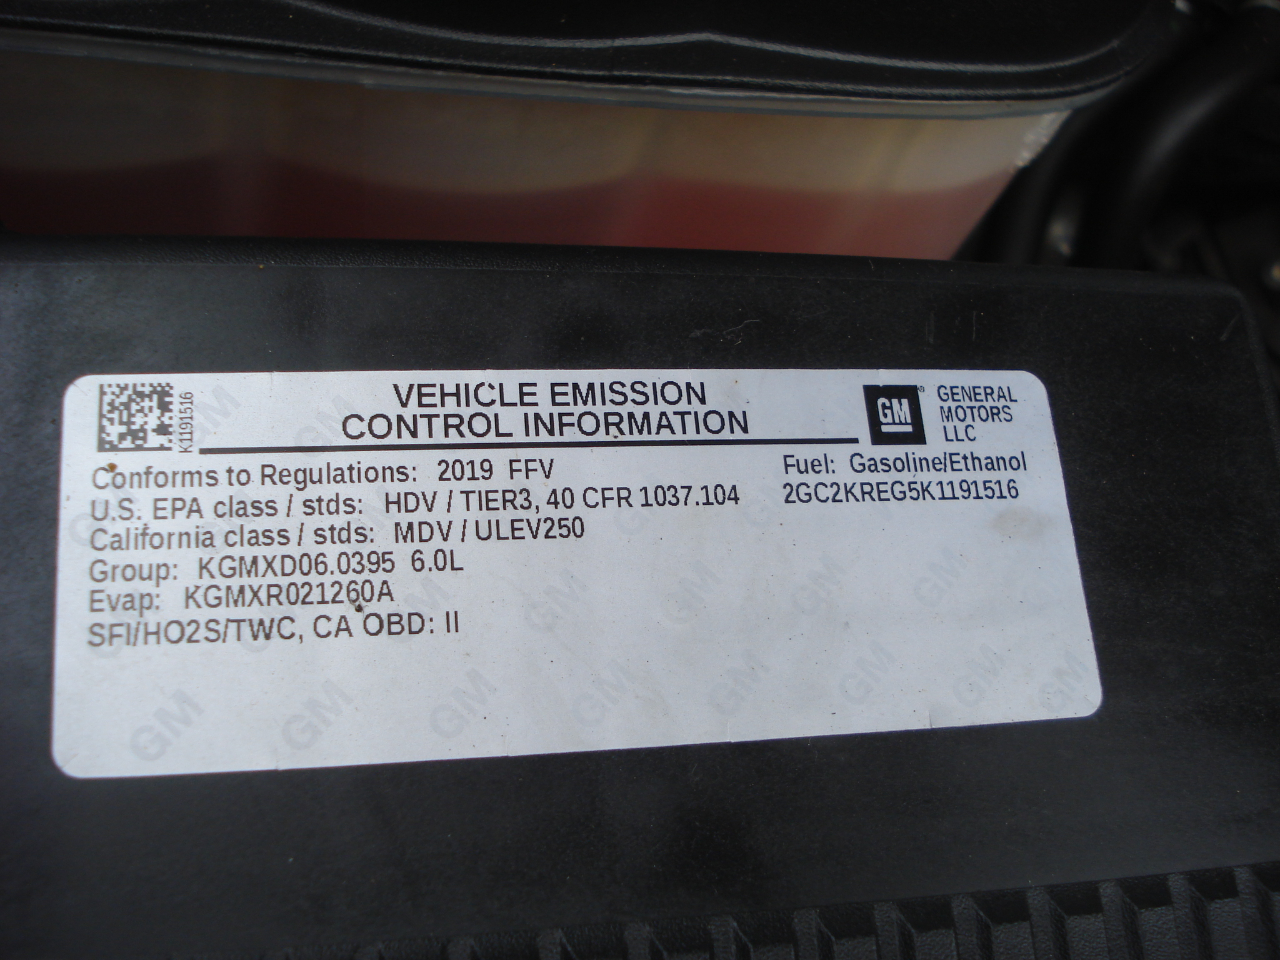 K1191516
VEHICLE EMISSION
CONTROL INFORMATION
GM
GENERAL
MOTORS
LLC
Conforms to Regulations: 2019 FFV
U.S. EPA class / stds: HDV / TIER3, 40 CFR 1037.104
California class / stds: MDV / ULEV250
Group: KGMXD06.0395 6.0L
Evap: KGMXR021260A
SFI/HO2S/TWC, CA OBD: II
Fuel: Gasoline/Ethanol
2GC2KREG5K1191516